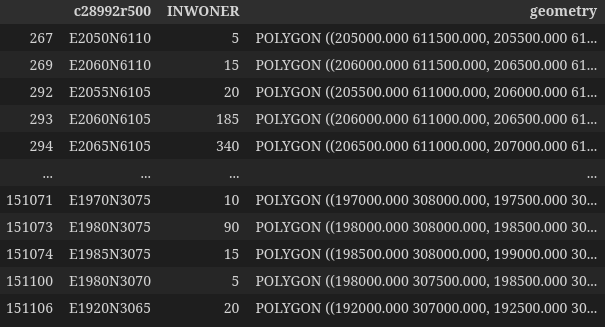 c28992r500 INWONER geometry
267 E2050N6110 5 POLYGON ((205000.000 611500.000, 205500.000 61...
269 E2060N6110 15 POLYGON ((206000.000 611500.000, 206500.000 61...
292 E2055N6105 20 POLYGON ((205500.000 611000.000, 206000.000 61...
293 E2060N6105 185 POLYGON ((206000.000 611000.000, 206500.000 61...
294 E2065N6105 340 POLYGON ((206500.000 611000.000, 207000.000 61...
... ... ... ...
151071 E1970N3075 10 POLYGON ((197000.000 308000.000, 197500.000 30...
151073 E1980N3075 90 POLYGON ((198000.000 308000.000, 198500.000 30...
151074 E1985N3075 15 POLYGON ((198500.000 308000.000, 199000.000 30...
151100 E1980N3070 5 POLYGON ((198000.000 307500.000, 198500.000 30...
151106 E1920N3065 20 POLYGON ((192000.000 307000.000, 192500.000 30...